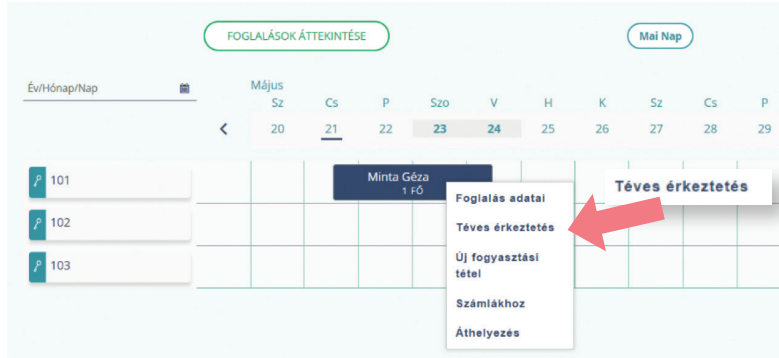 FOGLALÁSOK ÁTTEKINTÉSE
Mai Nap
Év/Hónap/Nap
Május
Sz Cs P Szo V H K Sz Cs P
20 21 22 23 24 25 26 27 28 29
101
Minta Géza
1 FŐ
Téves érkeztetés
102
103
Foglalás adatai
Téves érkeztetés
Új fogyasztási
tétel
Számlákhoz
Áthelyezés